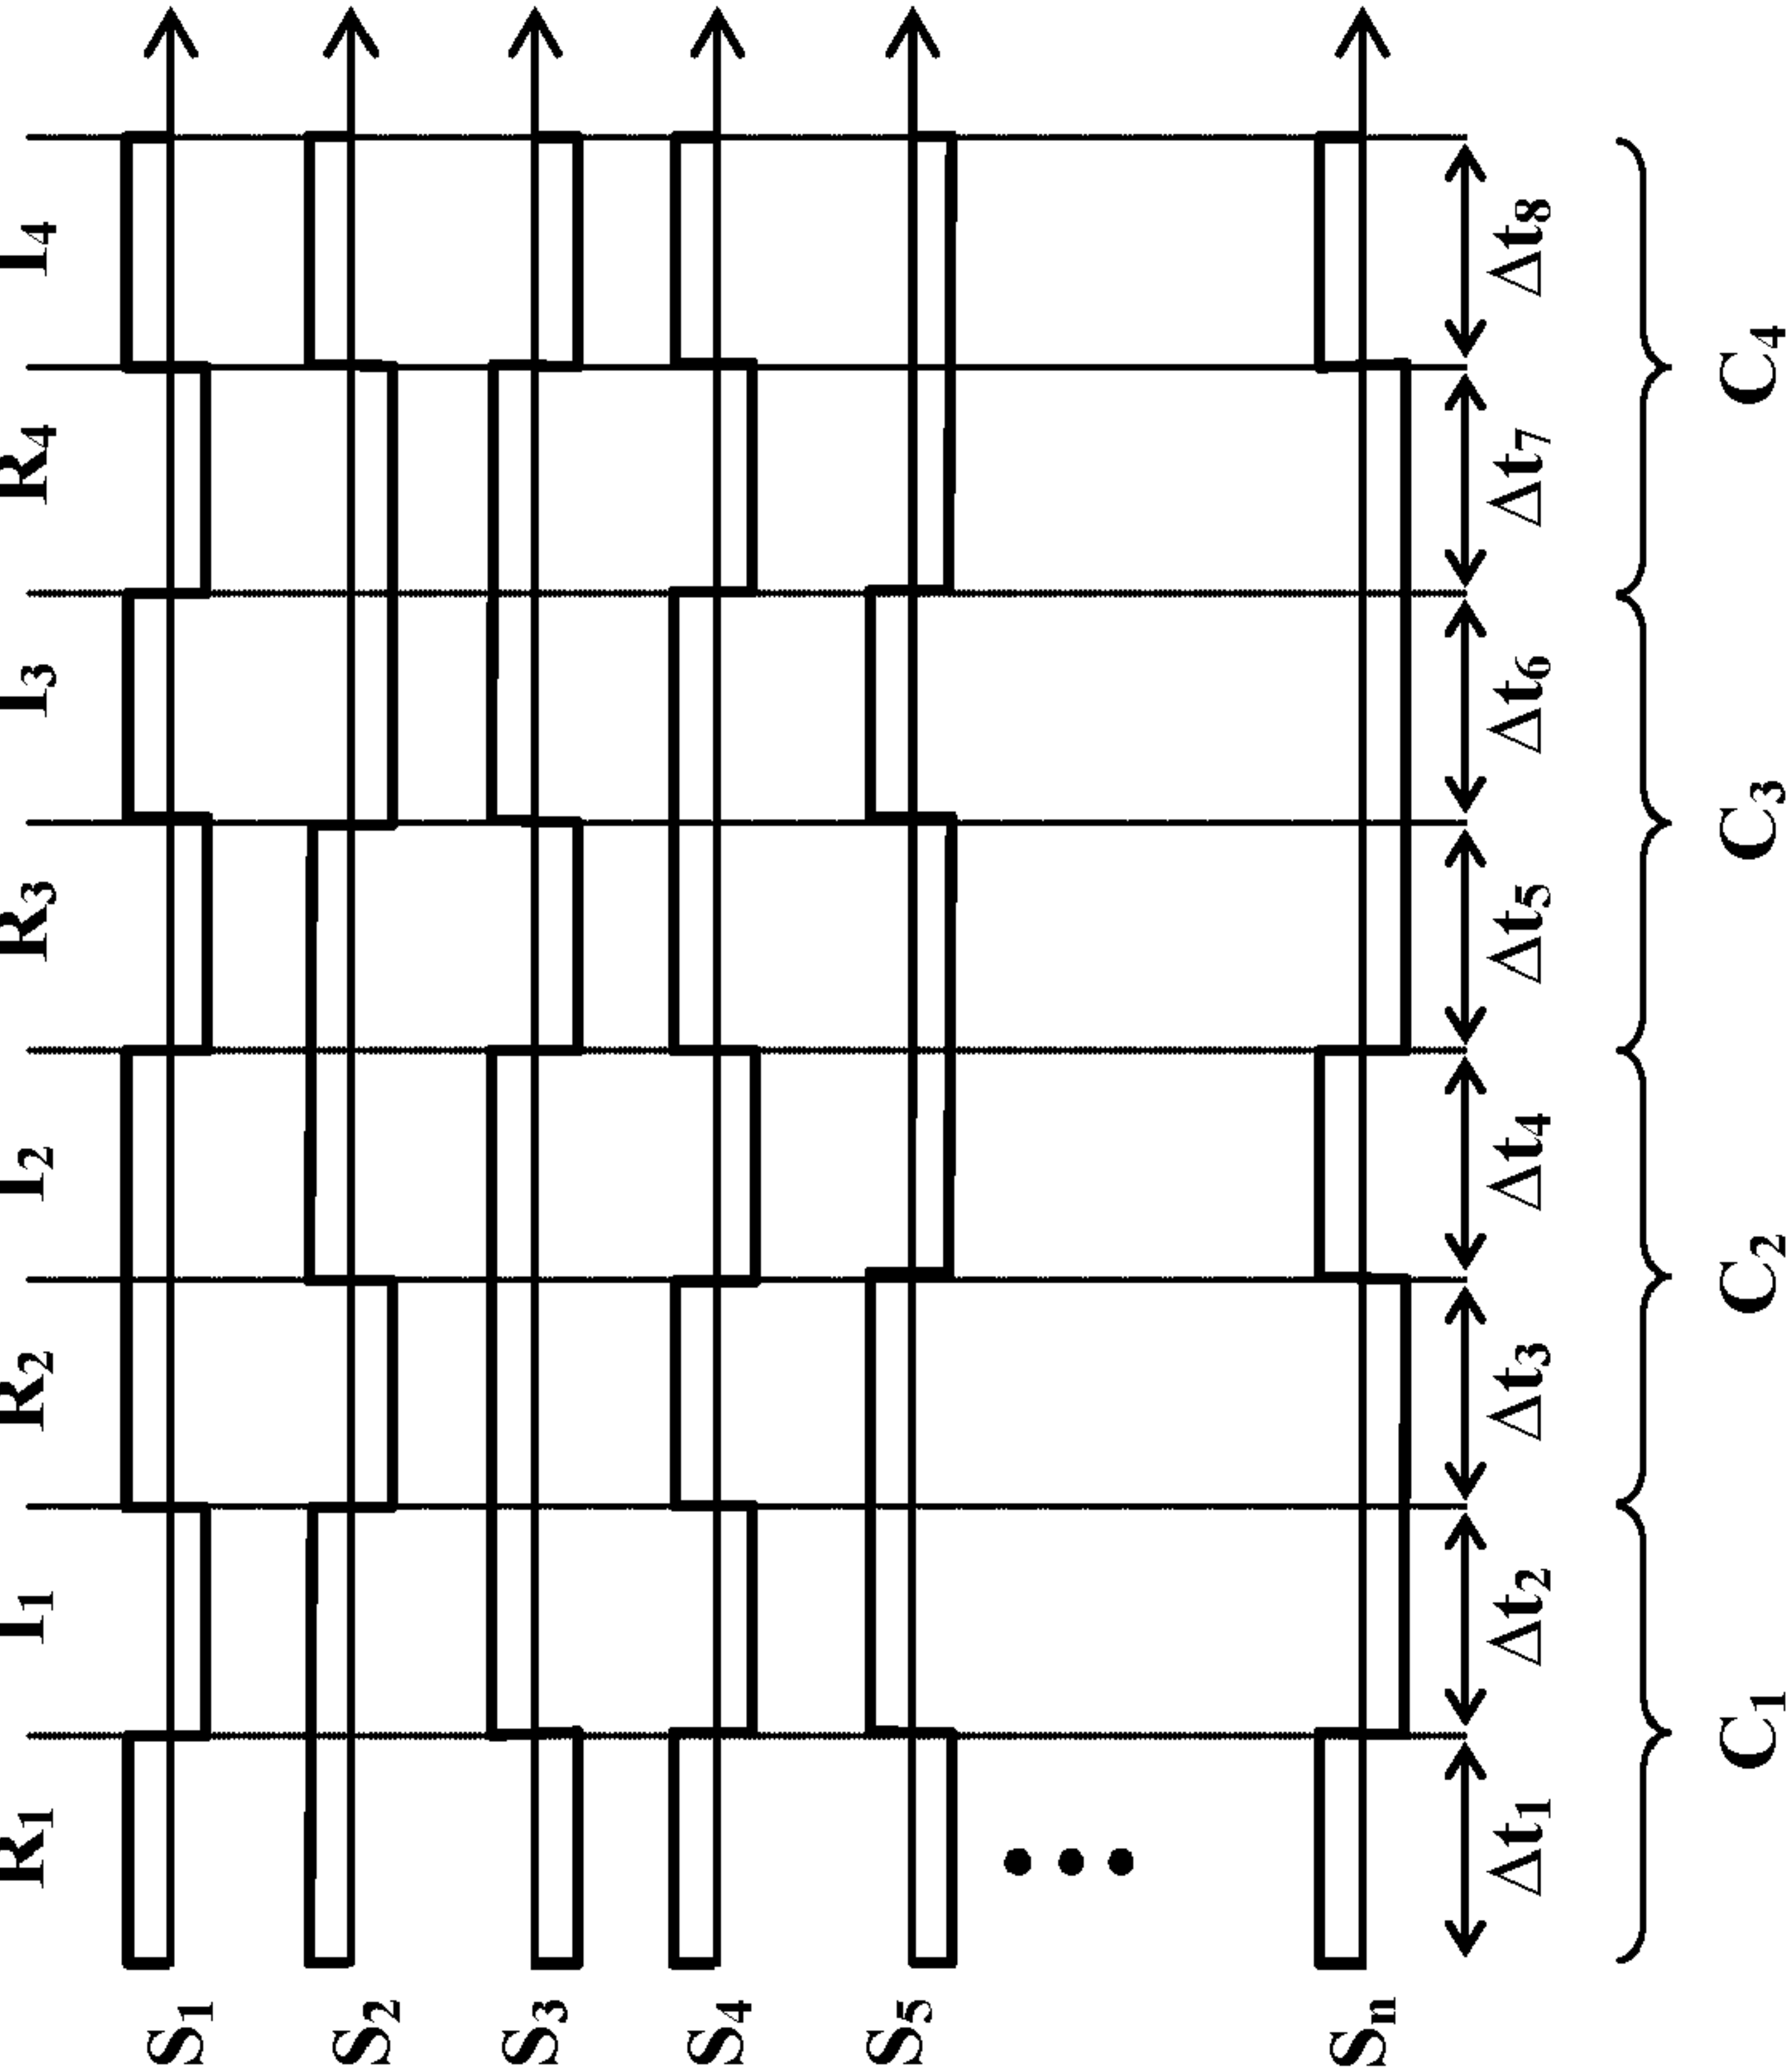 R1 I1 R2 I2 R3 I3 R4 I4
S1
S2
S3
S4
S5
Sn
Δt1 Δt2 Δt3 Δt4 Δt5 Δt6 Δt7 Δt8
C1 C2 C3 C4